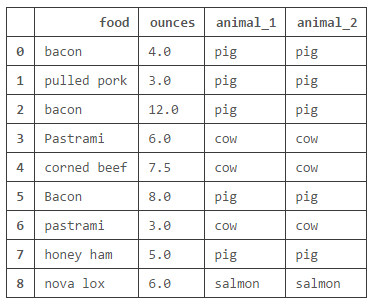 food ounces animal_1 animal_2
0 bacon 4.0 pig pig
1 pulled pork 3.0 pig pig
2 bacon 12.0 pig pig
3 Pastrami 6.0 cow cow
4 corned beef 7.5 cow cow
5 Bacon 8.0 pig pig
6 pastrami 3.0 cow cow
7 honey ham 5.0 pig pig
8 nova lox 6.0 salmon salmon